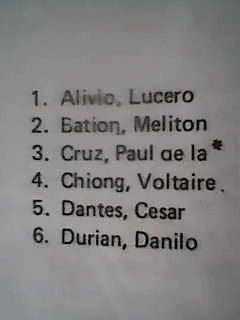 1. Alivio, Lucero
2. Bation, Meliton
3. Cruz, Paul de la*
4. Chiong, Voltaire.
5. Dantes, Cesar
6. Durian, Danilo